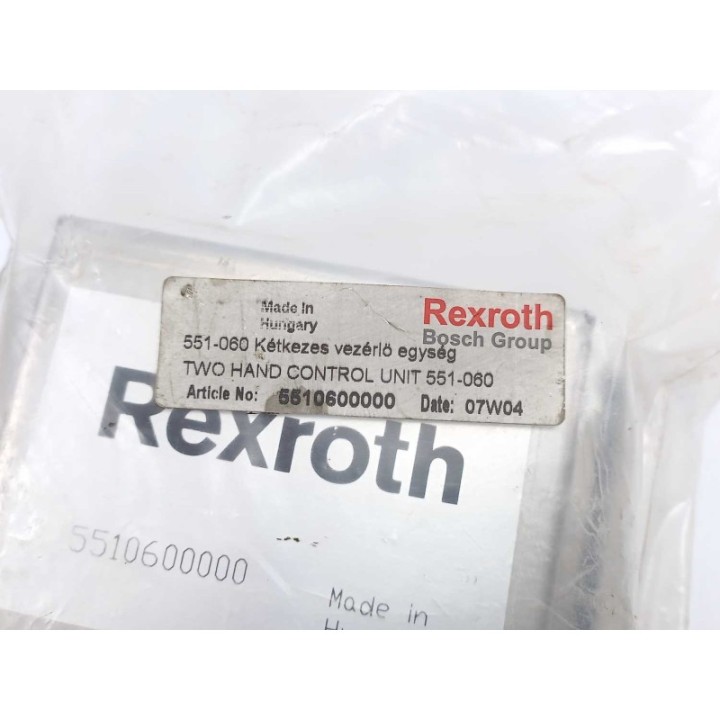 Made In
Hungary
Rexroth
Bosch Group
551-060 Kétkezes vezérlö egység
TWO HAND CONTROL UNIT 551-060
Article No: 5510600000 Date: 07W04
Rexroth
5510600000
Made in